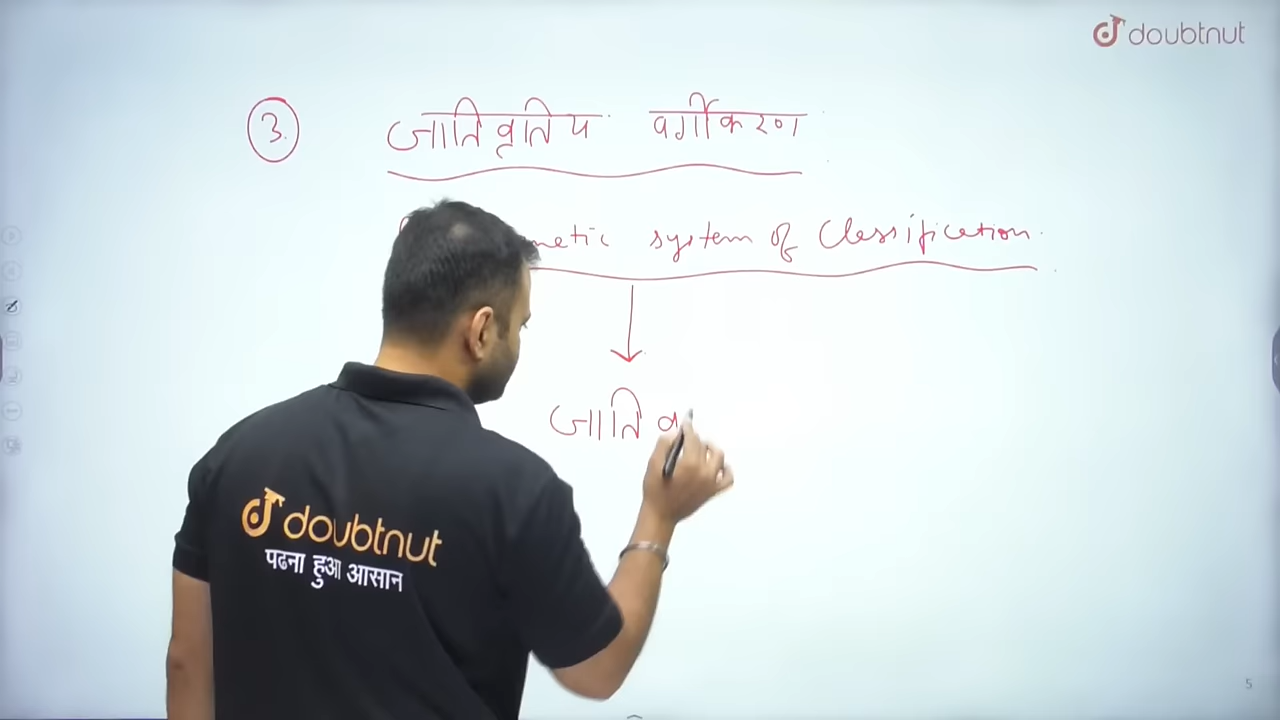 doubtnut
3. जातिवृतिय वर्गीकरण
netic system of Classification.
जाति व
doubtnut
पढना हुआ आसान
5